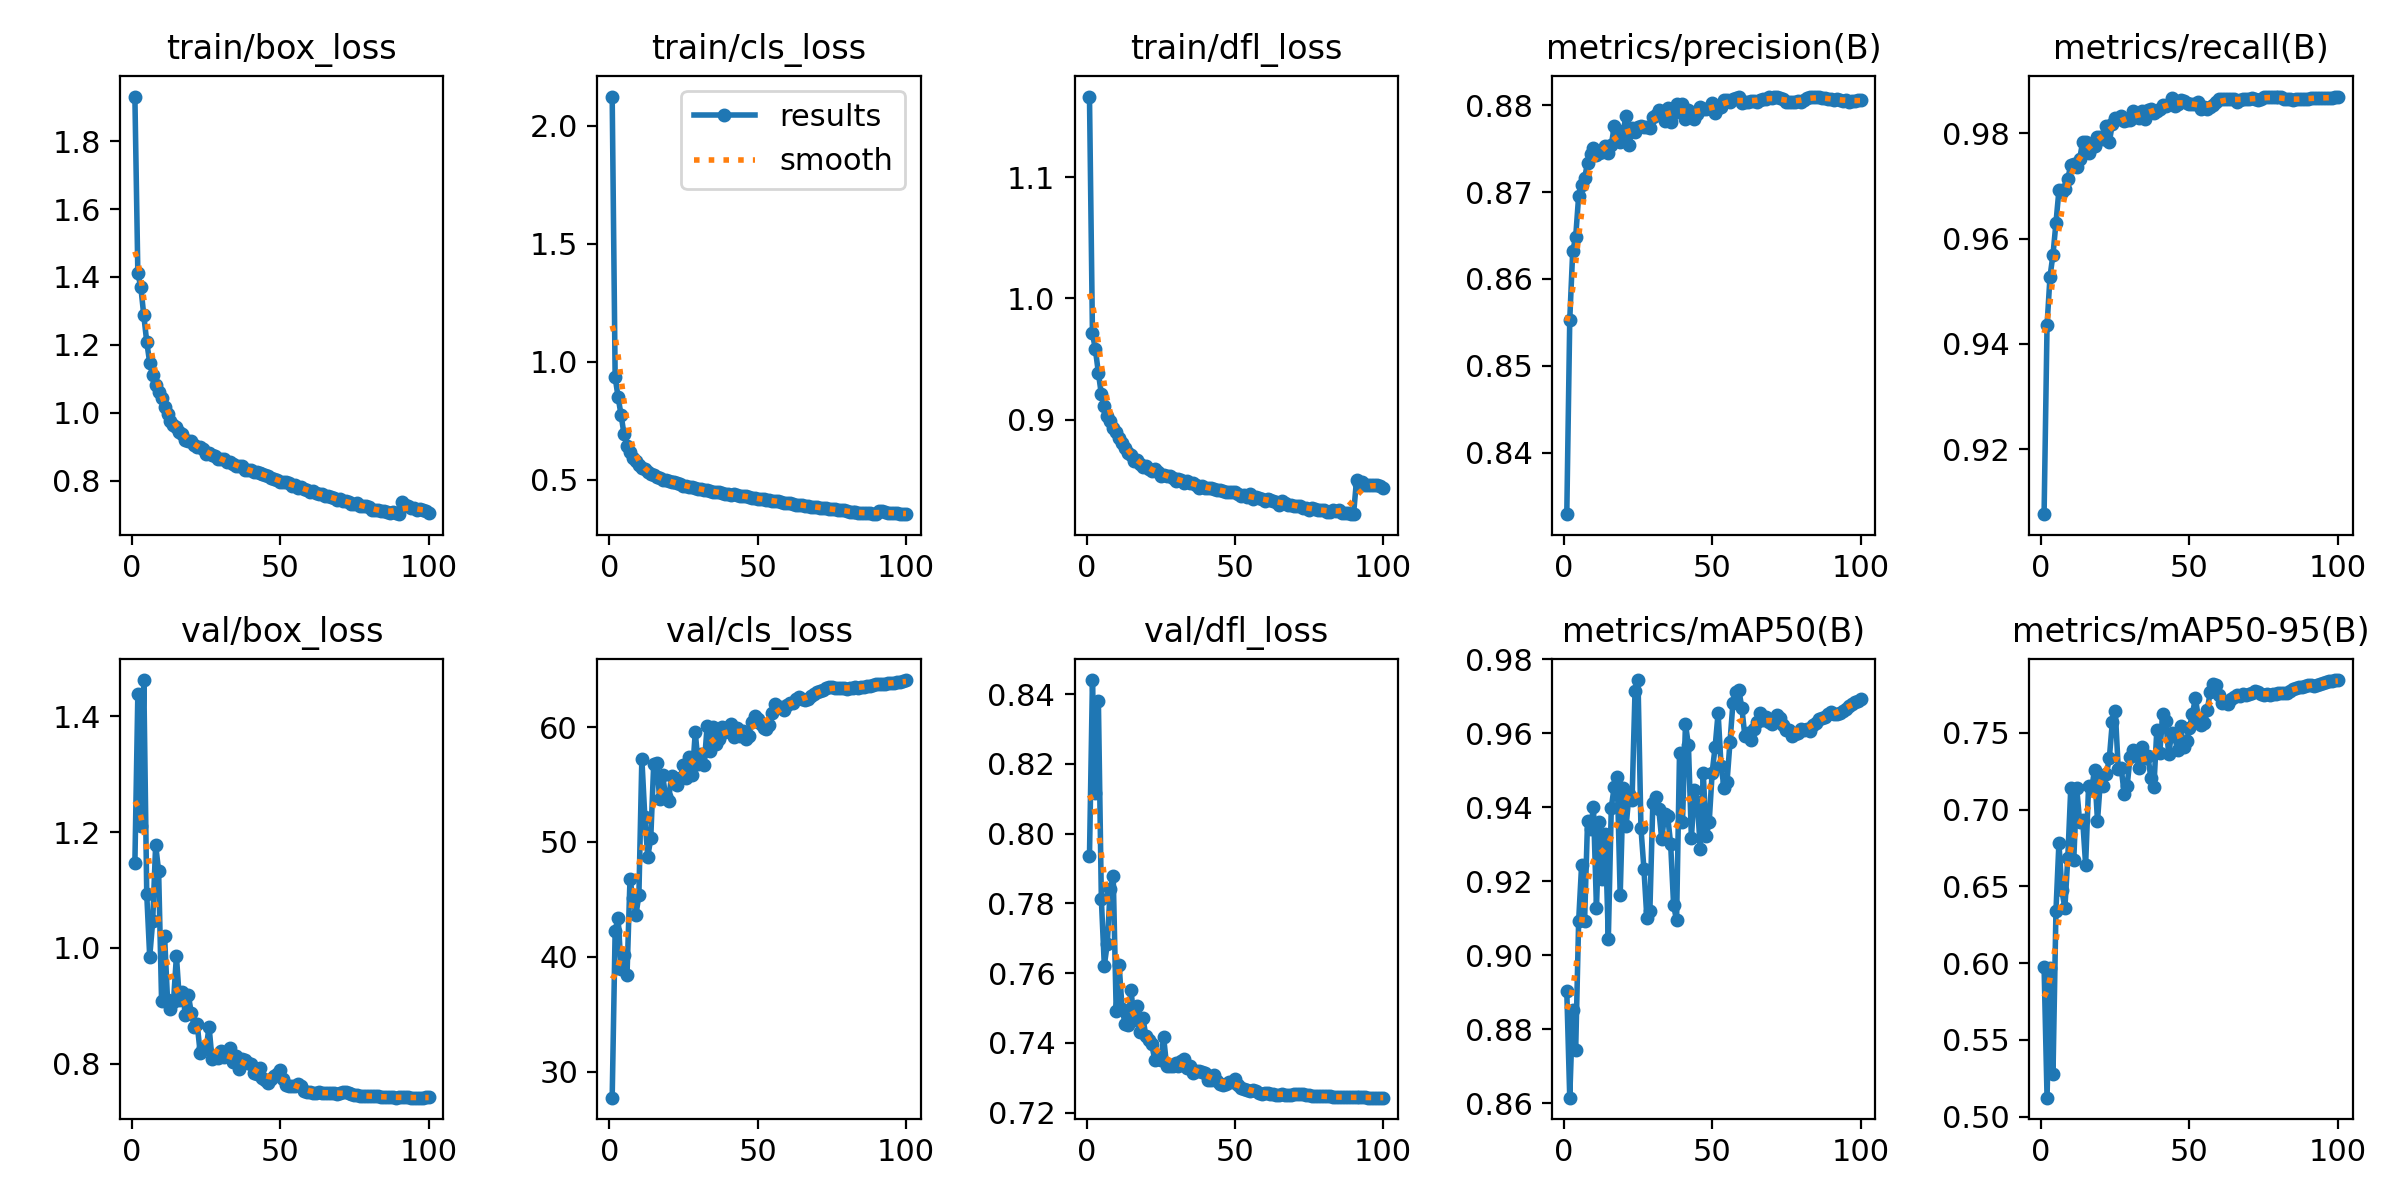 train/box_loss
train/cls_loss
train/dfl_loss
metrics/precision(B)
metrics/recall(B)
1.8
1.6
1.4
1.2
1.0
0.8
0 50 100
results
smooth
2.0
1.5
1.0
0.5
0 50 100
1.1
1.0
0.9
0 50 100
0.88
0.87
0.86
0.85
0.84
0 50 100
0.98
0.96
0.94
0.92
0 50 100
val/box_loss
val/cls_loss
val/dfl_loss
metrics/mAP50(B)
metrics/mAP50-95(B)
1.4
1.2
1.0
0.8
0 50 100
60
50
40
30
0 50 100
0.84
0.82
0.80
0.78
0.76
0.74
0.72
0 50 100
0.98
0.96
0.94
0.92
0.90
0.88
0.86
0 50 100
0.75
0.70
0.65
0.60
0.55
0.50
0 50 100